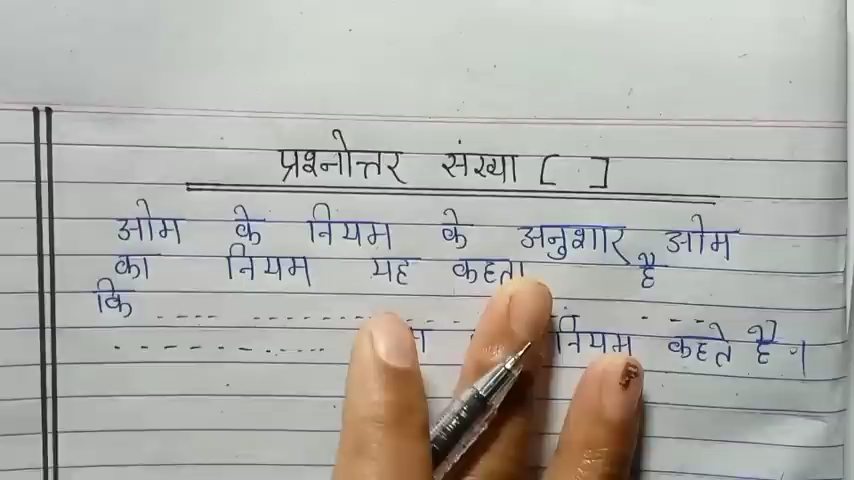 प्रश्नोत्तर संख्या [ ]
ओम के नियम के अनुशार ओम
का नियम यह कहता है
कि .... ---------------- - - - --
. - - - - - - ....... नियम कहते हैं ।